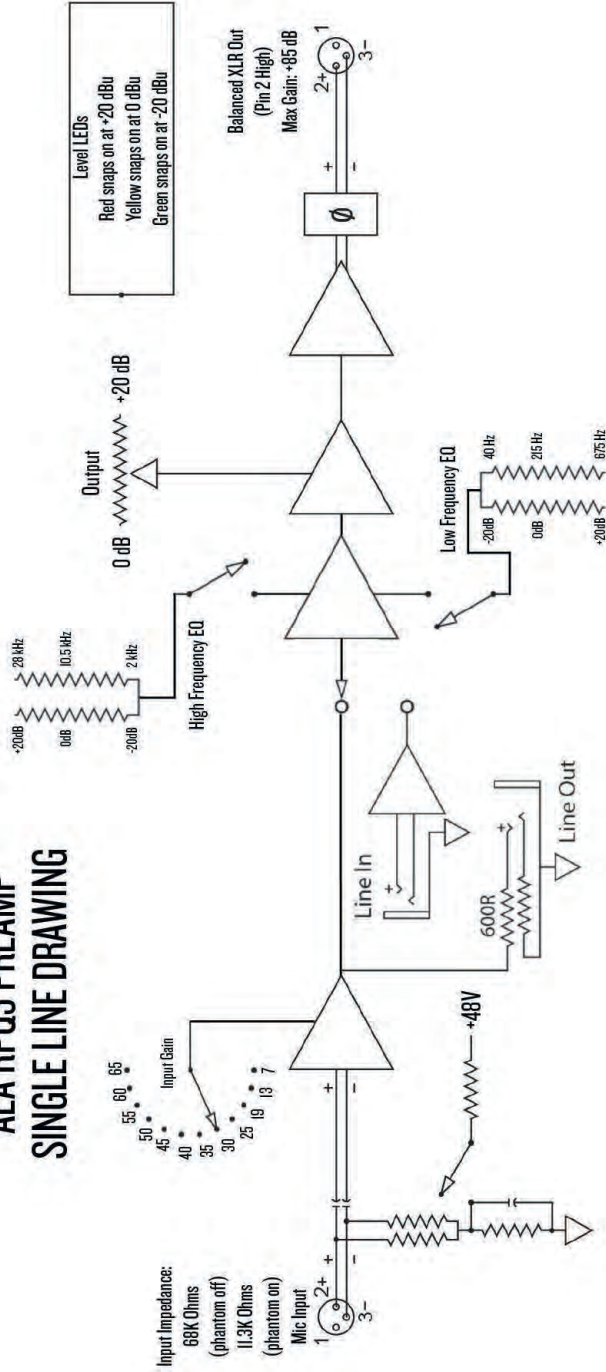 AEA RPQ3 PREAMP
SINGLE LINE DRAWING
Input Impedance:
68K Ohms
(phantom off)
11.3K Ohms
(phantom on)
Mic Input
1
2+
3-
+
-
+48V
Input Gain
7
13
19
25
30
35
40
45
50
55
60
65
+
-
600R
+
Line Out
Line In
+
High Frequency EQ
+20dB
0dB
-20dB
28 kHz
10.5 kHz
2 kHz
Low Frequency EQ
-20dB
0dB
+20dB
40 Hz
215 Hz
675 Hz
Output
0 dB
+20 dB
Ø
+
-
Balanced XLR Out
(Pin 2 High)
Max Gain: +85 dB
2+
1
3-
Level LEDs
Red snaps on at +20 dBu
Yellow snaps on at 0 dBu
Green snaps on at -20 dBu